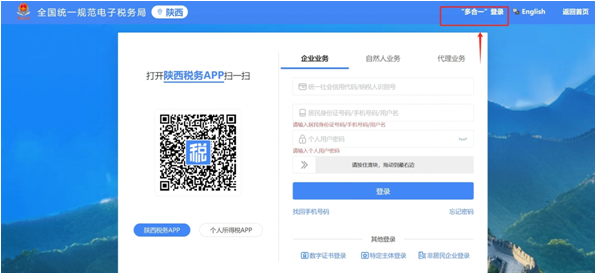 全国统一规范电子税务局 陕西 "多合一"登录 English 返回首页
企业业务 自然人业务 代理业务
打开陕西税务APP扫一扫
统一社会信用代码/纳税人识别号
居民身份证号码/手机号码/用户名
请输入居民身份证号码/手机号码/用户名
个人用户密码
请输入个人用户密码
请按住滑块，拖动到最右边
税
登录
找回手机号码 忘记密码
陕西税务APP 个人所得税APP
其他登录
数字证书登录 特定主体登录 非居民企业登录